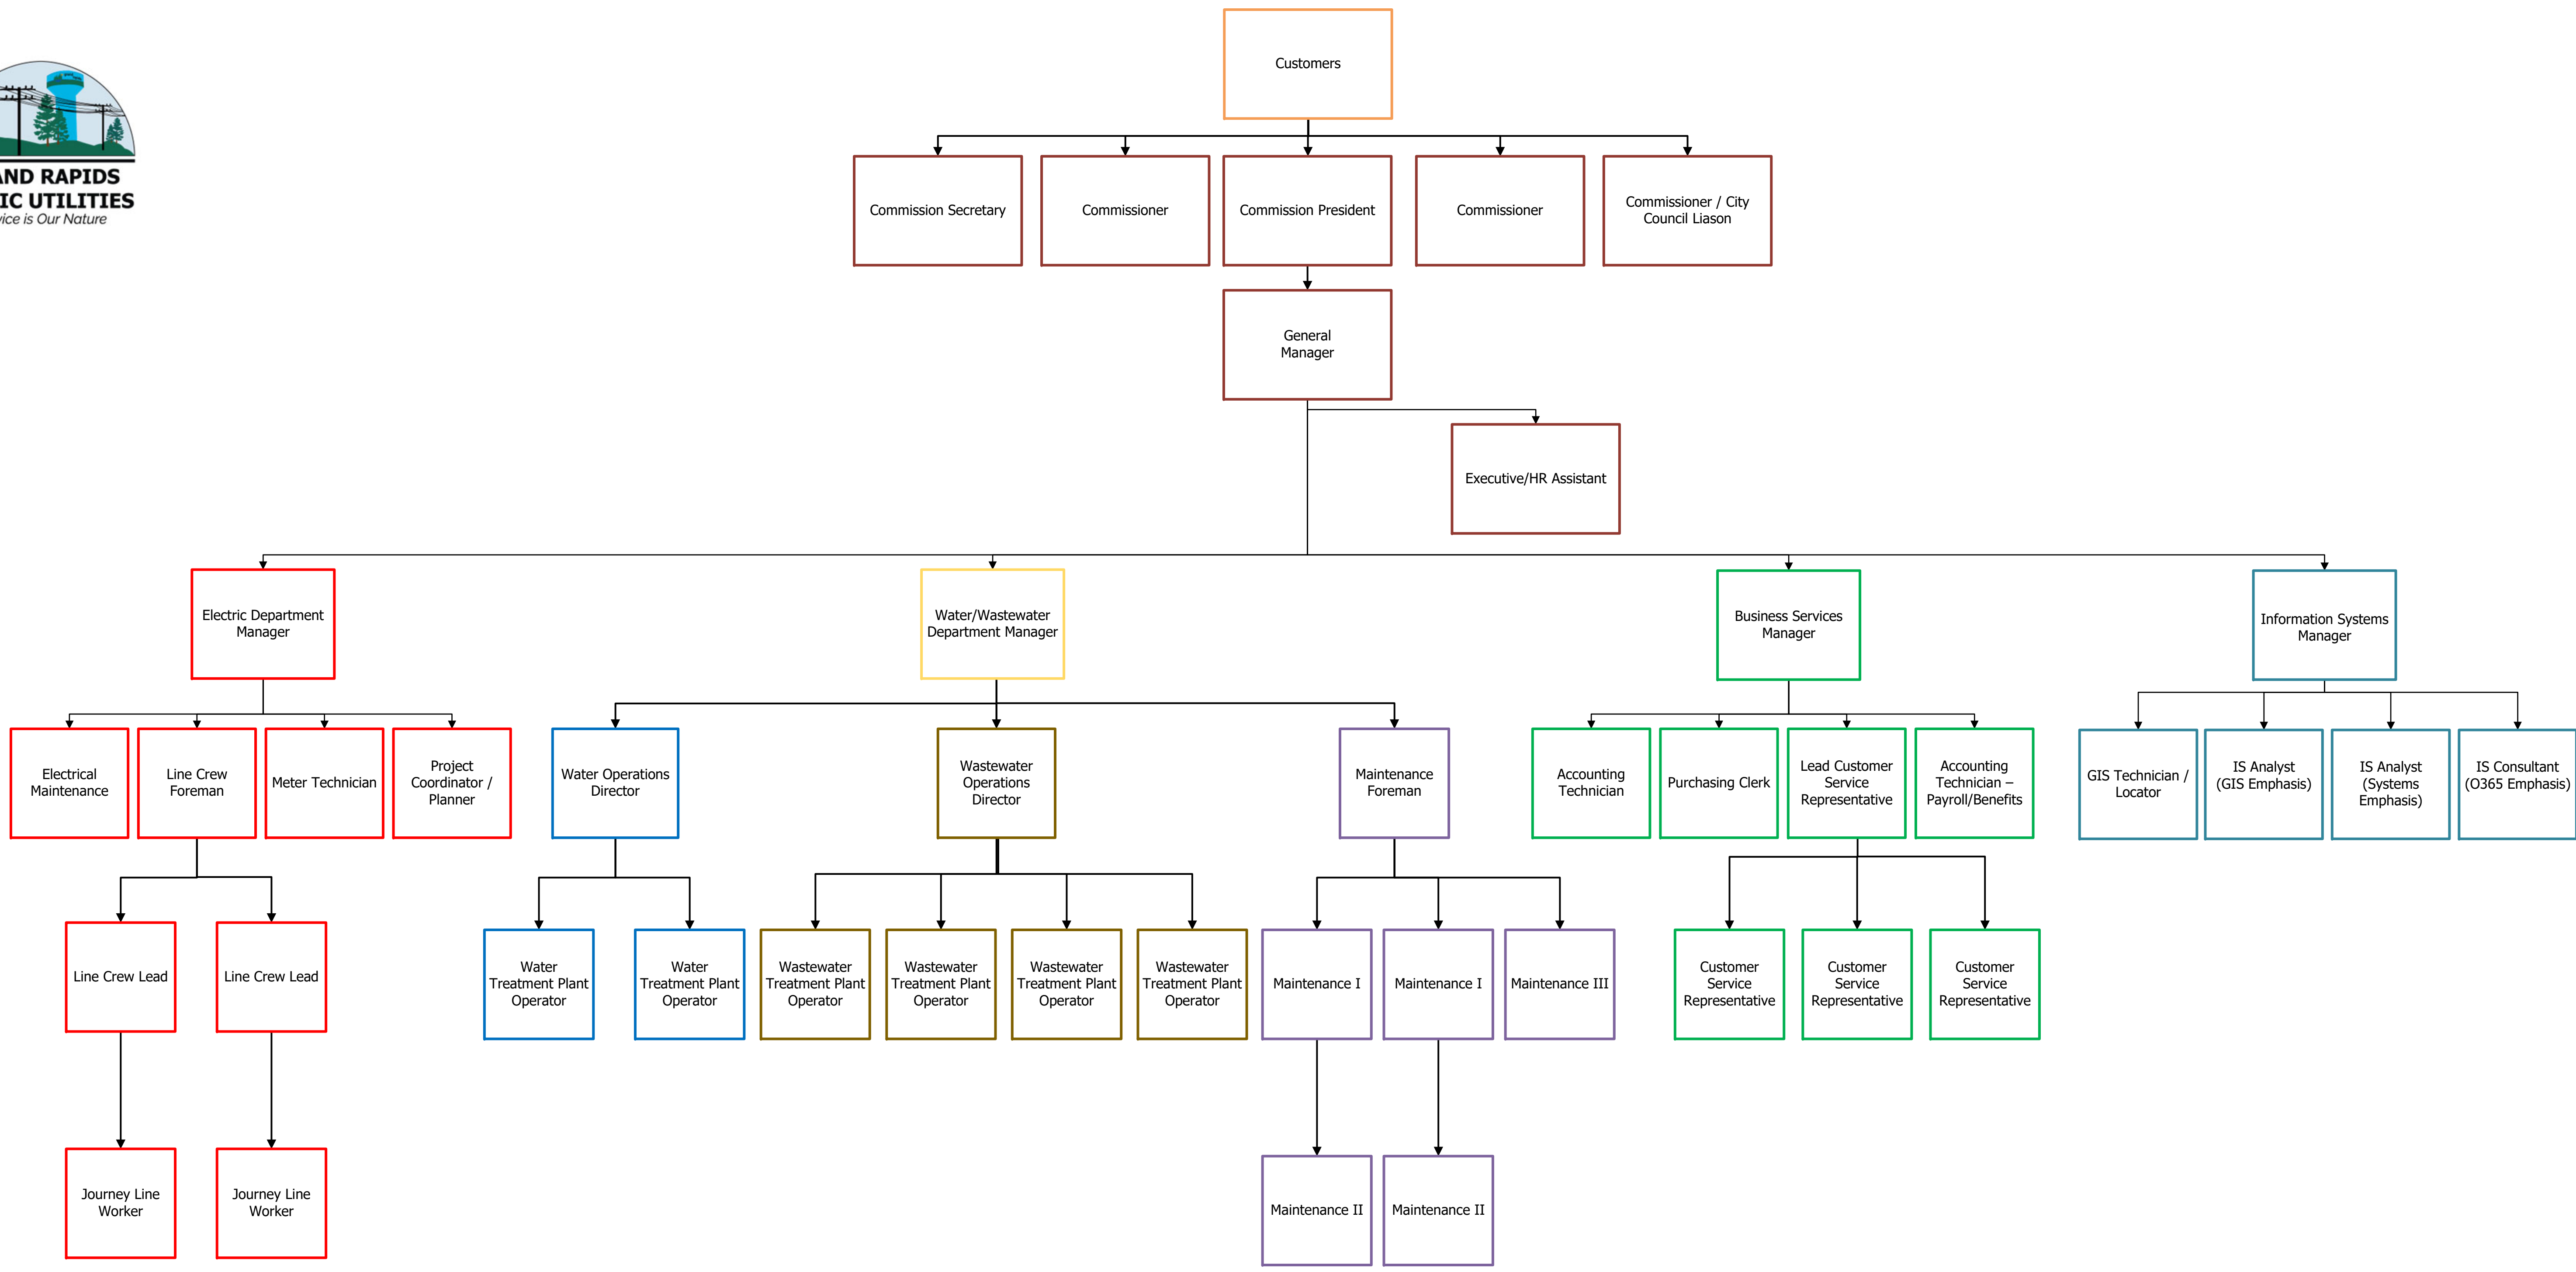 Customers
AND RAPIDS
IC UTILITIES
vice is Our Nature
Commission Secretary
Commissioner
Commission President
Commissioner
Commissioner / City
Council Liason
General
Manager
Executive/HR Assistant
Electric Department
Manager
Water/Wastewater
Department Manager
Business Services
Manager
Information Systems
Manager
Electrical
Maintenance
Line Crew
Foreman
Meter Technician
Project
Coordinator /
Planner
Water Operations
Director
Wastewater
Operations
Director
Maintenance
Foreman
Accounting
Technician
Purchasing Clerk
Lead Customer
Service
Representative
Accounting
Technician –
Payroll/Benefits
GIS Technician /
Locator
IS Analyst
(GIS Emphasis)
IS Analyst
(Systems
Emphasis)
IS Consultant
(O365 Emphasis)
Line Crew Lead
Line Crew Lead
Water
Treatment Plant
Operator
Water
Treatment Plant
Operator
Wastewater
Treatment Plant
Operator
Wastewater
Treatment Plant
Operator
Wastewater
Treatment Plant
Operator
Wastewater
Treatment Plant
Operator
Maintenance I
Maintenance I
Maintenance III
Customer
Service
Representative
Customer
Service
Representative
Customer
Service
Representative
Journey Line
Worker
Journey Line
Worker
Maintenance II
Maintenance II